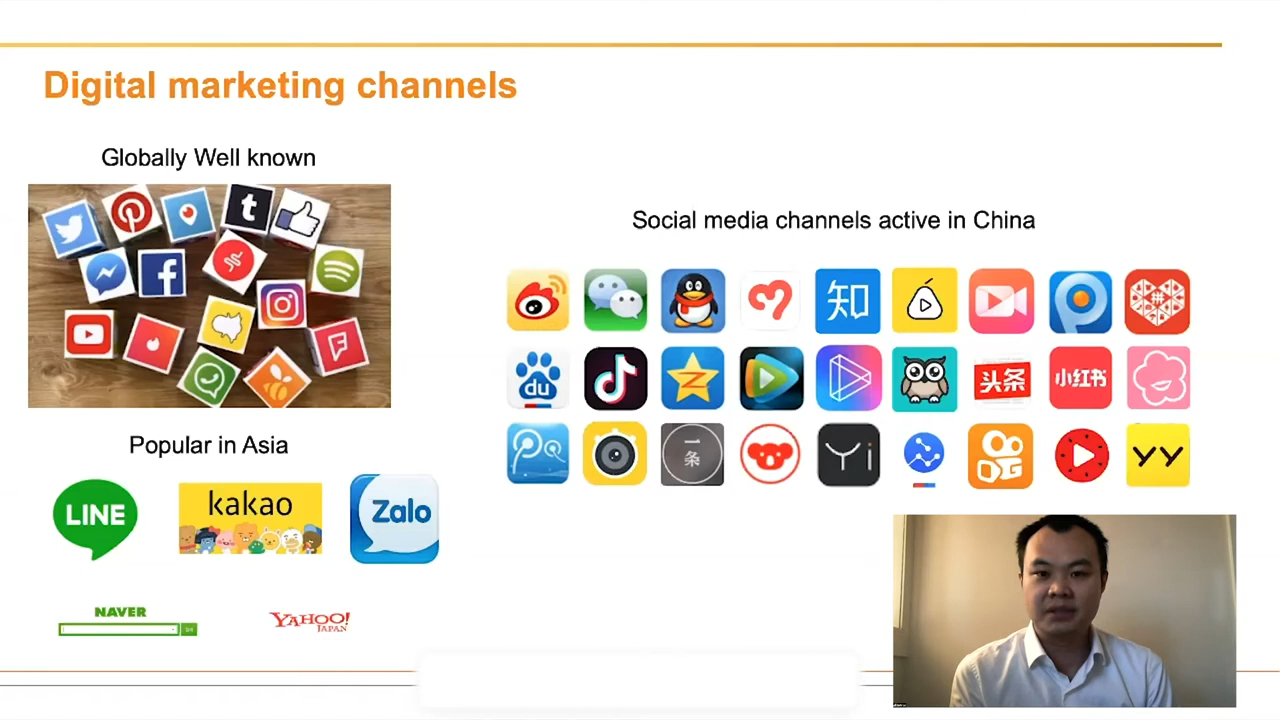 Digital marketing channels
Globally Well known
t
f
Social media channels active in China
知
du
头条
小红书
一
条
Yi
YY
Popular in Asia
LINE
kakao
Zalo
NAVER
YAHOO!
JAPAN